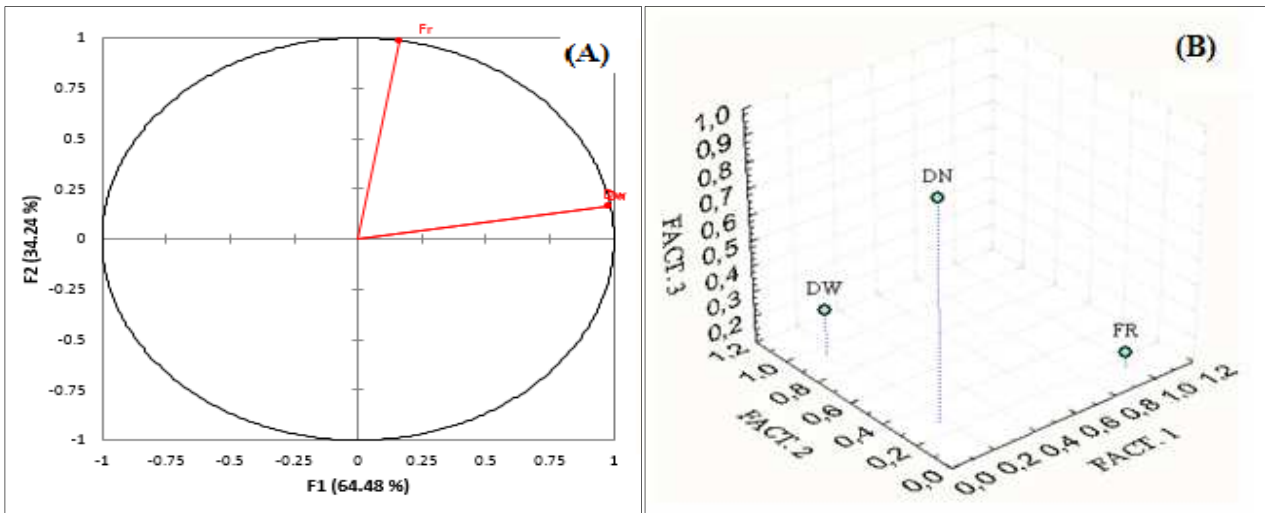 (A)
Fr
1
0.75
0.5
0.25
0
-0.25
-0.5
-0.75
-1
F2 (34.24 %)
-1 -0.75 -0.5 -0.25 0 0.25 0.5 0.75 1
F1 (64.48 %)
(B)
1,0
0,9
0,8
0,7
0,6
0,5
0,4
0,3
0,2
FACT. 3
DN
DW
FR
1,2
1,0
0,8
0,6
0,4
0,2
0,0
FACT. 2
0,0 0,2 0,4 0,6 0,8 1,0 1,2
FACT. 1